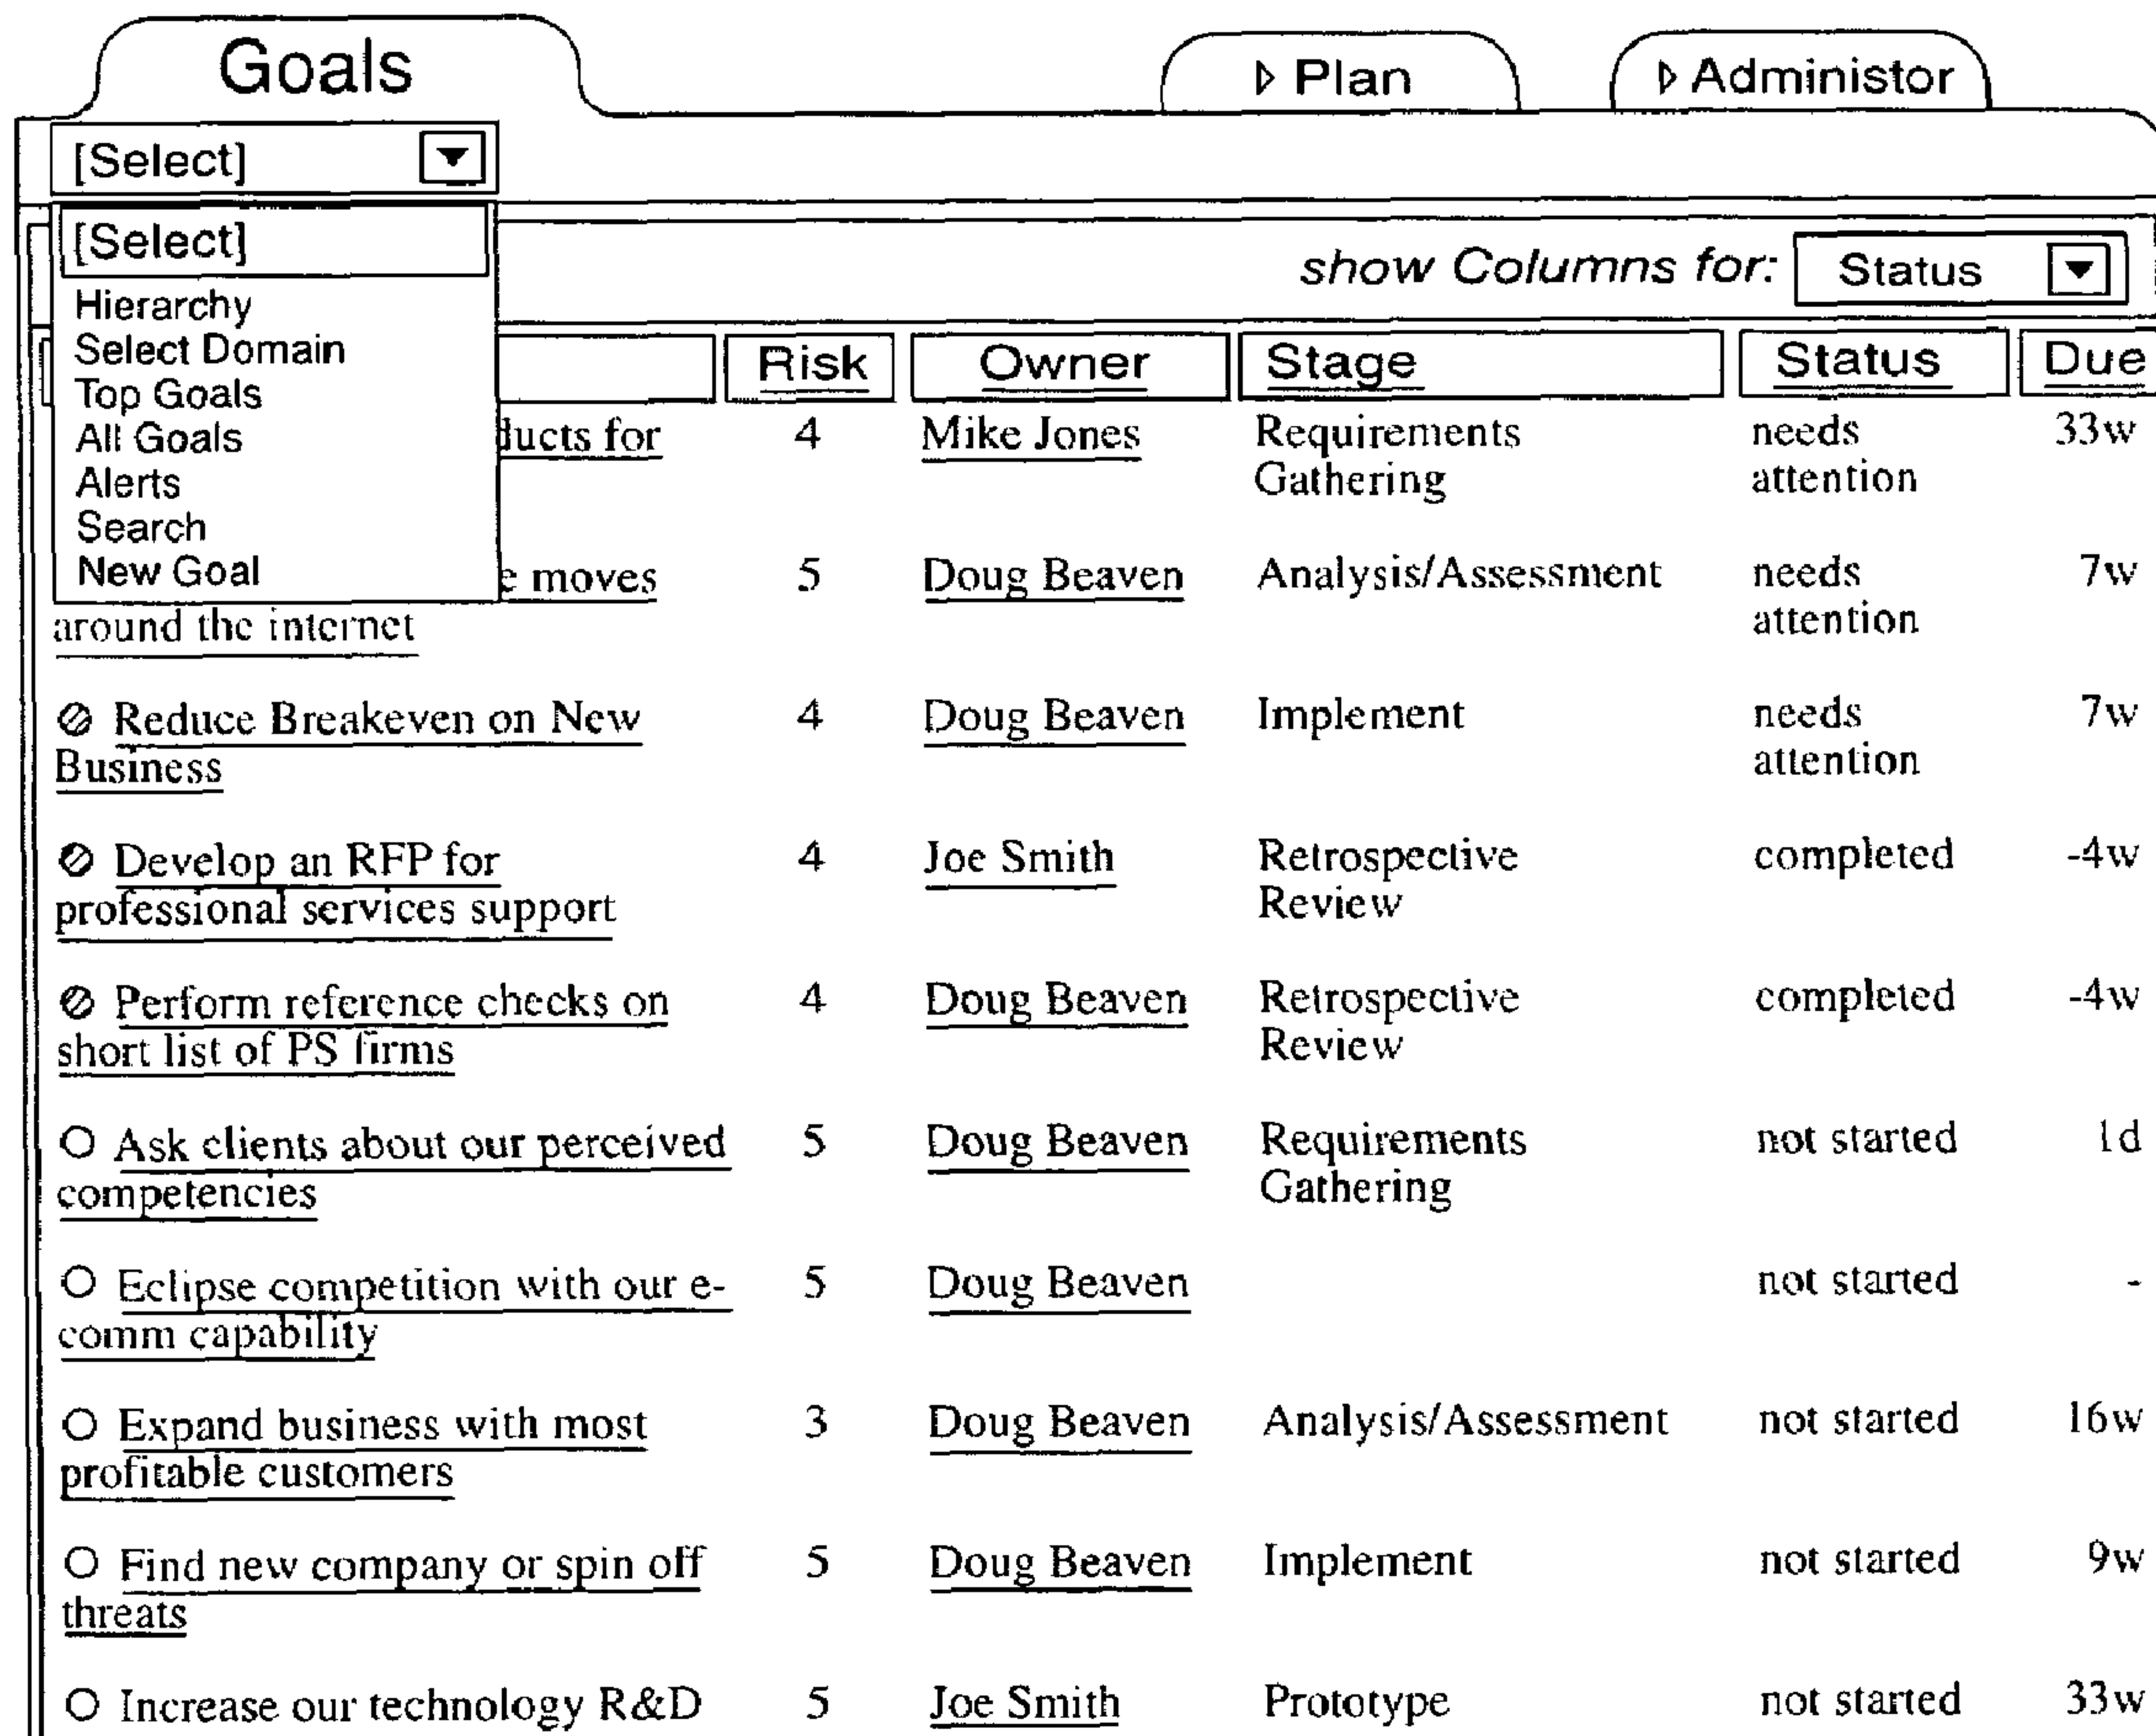 Goals
Plan
Administor
[Select]
[Select]
Hierarchy
Select Domain
Top Goals
All Goals
Alerts
Search
New Goal
show Columns for: Status
Risk Owner Stage Status Due
for 4 Mike Jones Requirements needs 33w
Gathering attention
moves 5 Doug Beaven Analysis/Assessment needs 7w
around the internet attention
Reduce Breakeven on New 4 Doug Beaven Implement needs 7w
Business attention
Develop an RFP for 4 Joe Smith Retrospective completed -4w
professional services support Review
Perform reference checks on 4 Doug Beaven Retrospective completed -4w
short list of PS firms Review
Ask clients about our perceived 5 Doug Beaven Requirements not started 1d
competencies Gathering
Eclipse competition with our e- 5 Doug Beaven not started -
comm capability
Expand business with most 3 Doug Beaven Analysis/Assessment not started 16w
profitable customers
Find new company or spin off 5 Doug Beaven Implement not started 9w
threats
Increase our technology R&D 5 Joe Smith Prototype not started 33w